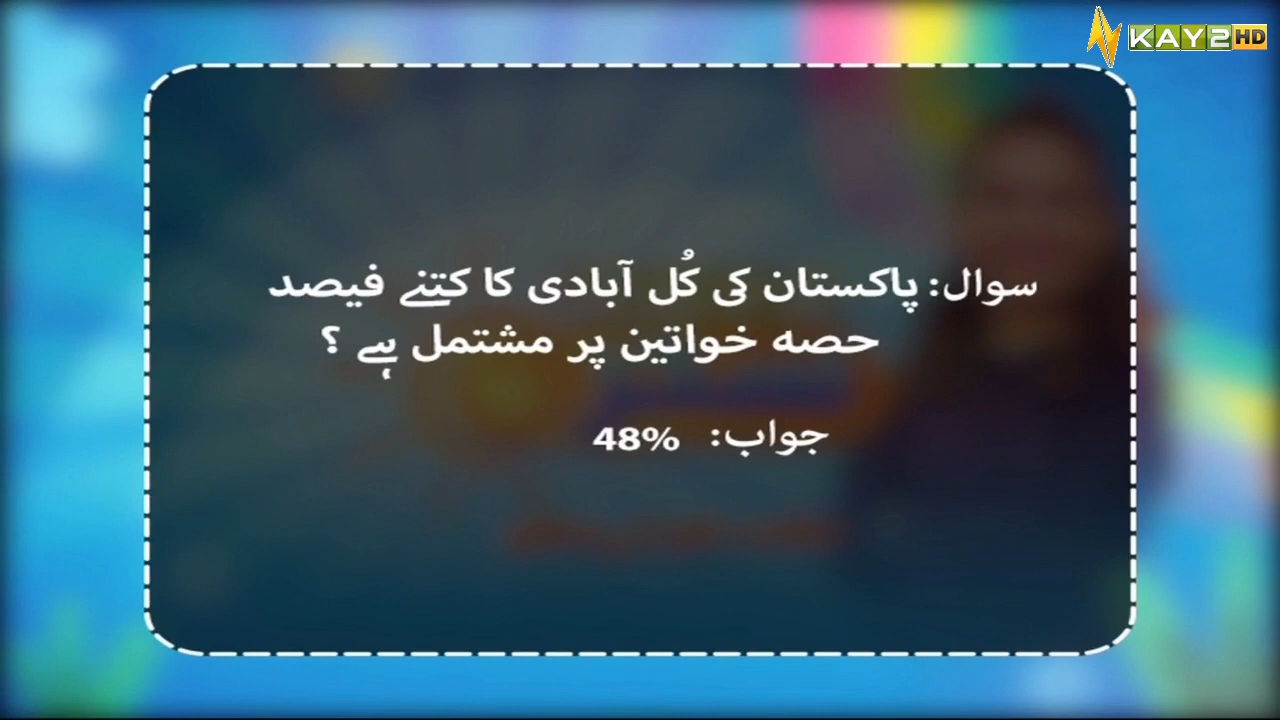 KAY2 HD
سوال: پاکستان کی کُل آبادی کا کتنے فیصد
حصہ خواتین پر مشتمل ہے ؟
جواب: 48%